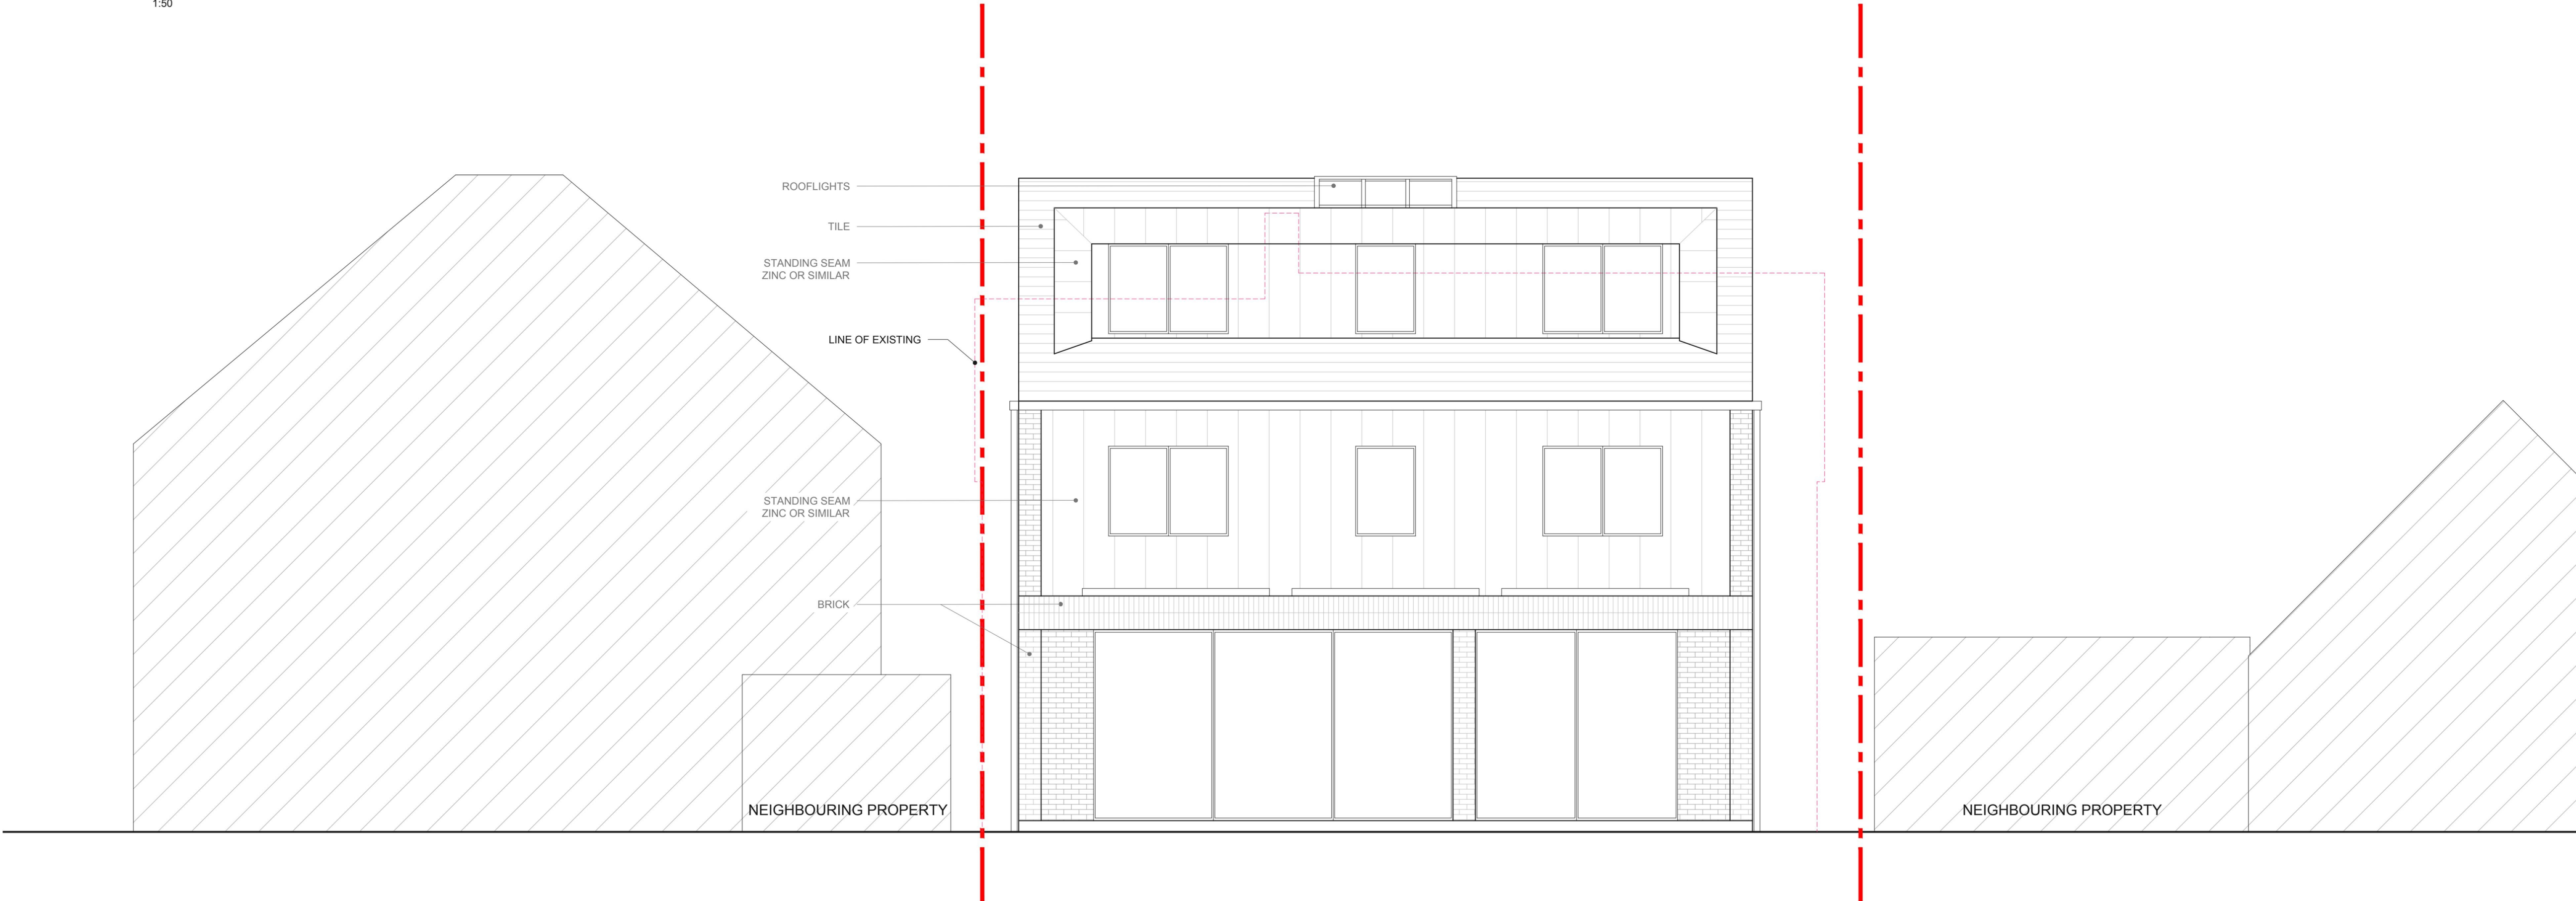 1:50
ROOFLIGHTS
TILE
STANDING SEAM
ZINC OR SIMILAR
LINE OF EXISTING
STANDING SEAM
ZINC OR SIMILAR
BRICK
NEIGHBOURING PROPERTY
NEIGHBOURING PROPERTY